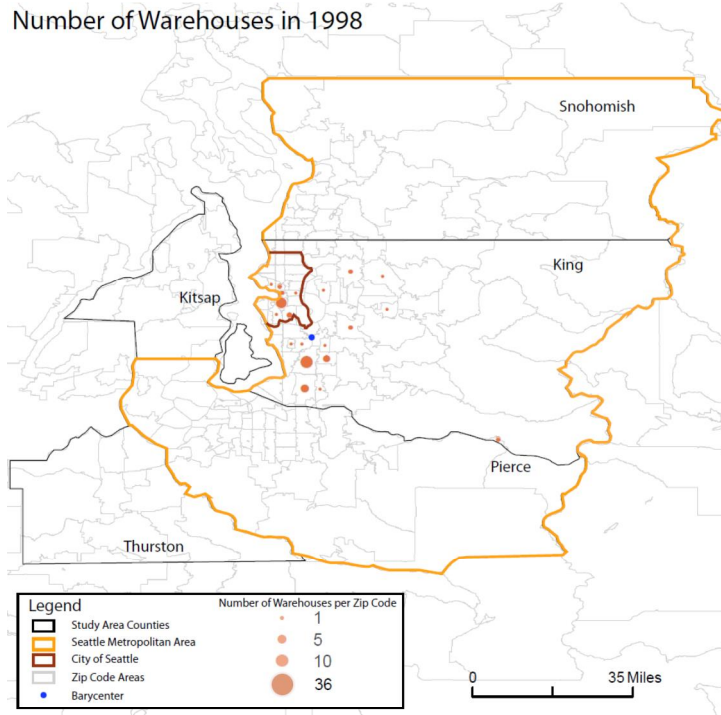 Number of Warehouses in 1998
Snohomish
King
Kitsap
Pierce
Thurston
Legend
Study Area Counties
Seattle Metropolitan Area
City of Seattle
Zip Code Areas
Barycenter
Number of Warehouses per Zip Code
1
5
10
36
0 35 Miles